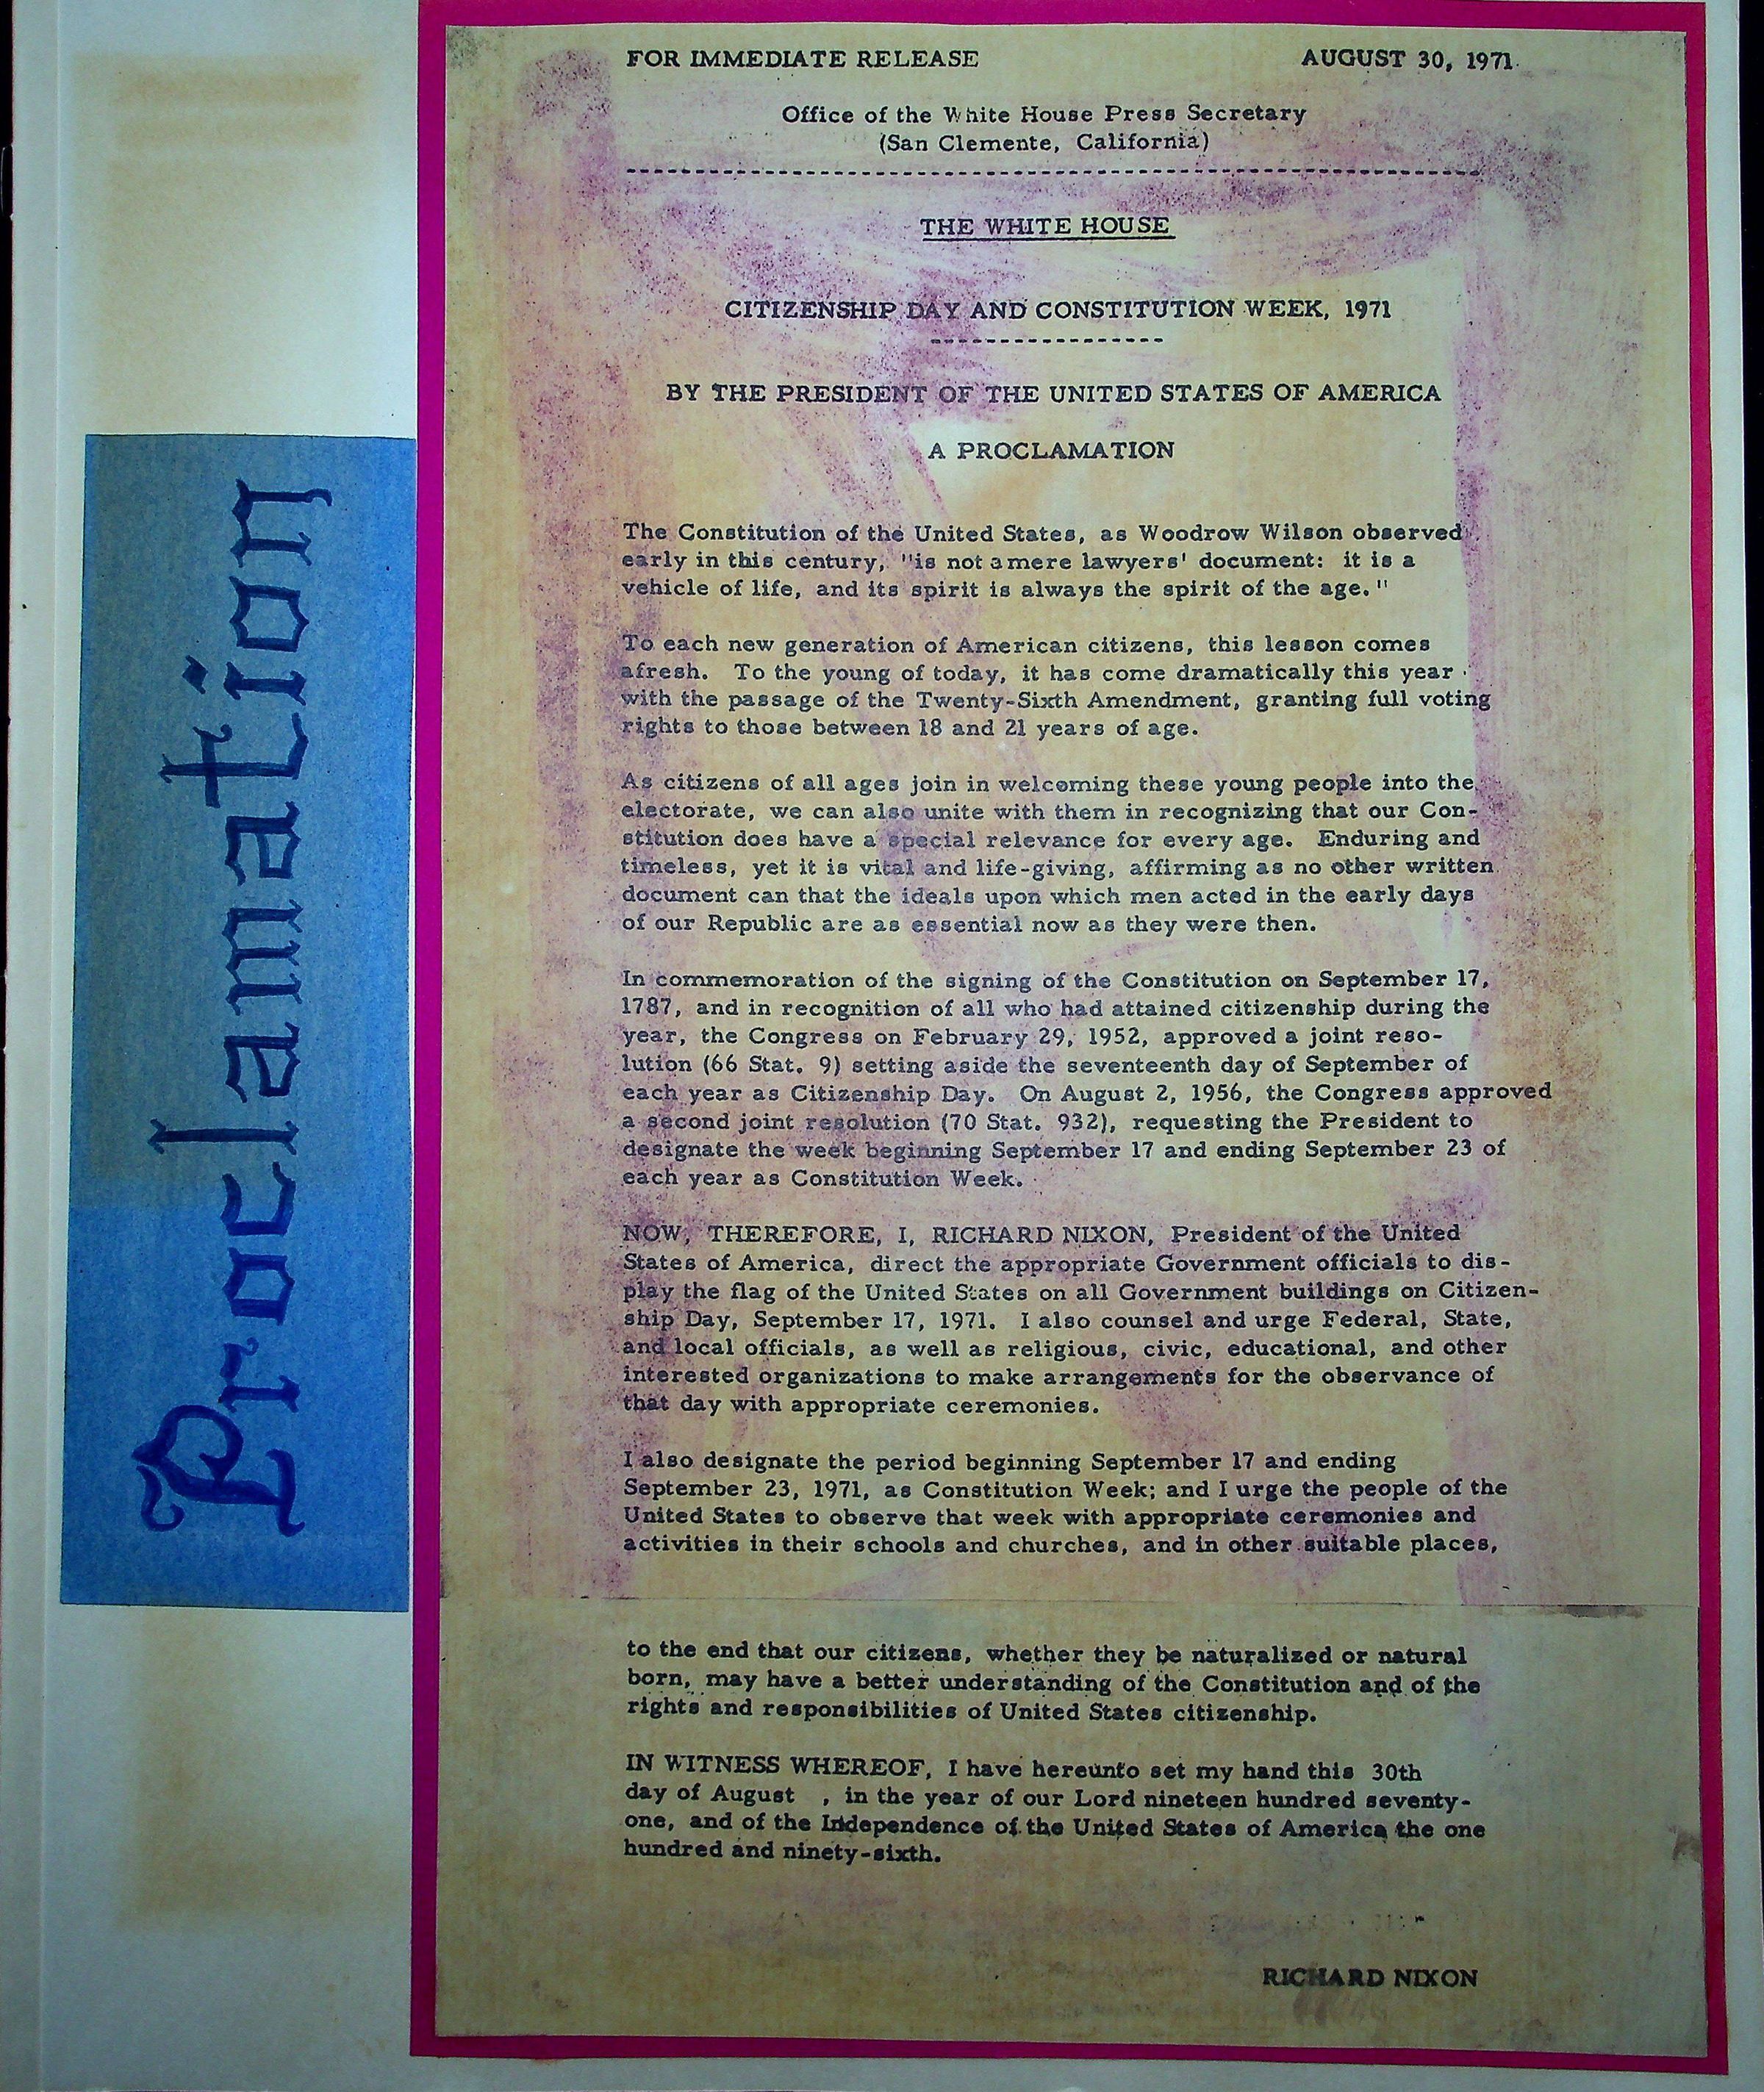 Proclamation
FOR IMMEDIATE RELEASE AUGUST 30, 1971
Office of the White House Press Secretary
(San Clemente, California)
THE WHITE HOUSE
CITIZENSHIP DAY AND CONSTITUTION WEEK, 1971
BY THE PRESIDENT OF THE UNITED STATES OF AMERICA
A PROCLAMATION
The Constitution of the United States, as Woodrow Wilson observed
early in this century, "is not a mere lawyers' document: it is a
vehicle of life, and its spirit is always the spirit of the age."
To each new generation of American citizens, this lesson comes
afresh. To the young of today, it has come dramatically this year
with the passage of the Twenty-Sixth Amendment, granting full voting
rights to those between 18 and 21 years of age.
As citizens of all ages join in welcoming these young people into the
electorate, we can also unite with them in recognizing that our Con-
stitution does have a special relevance for every age. Enduring and
timeless, yet it is vital and life-giving, affirming as no other written
document can that the ideals upon which men acted in the early days
of our Republic are as essential now as they were then.
In commemoration of the signing of the Constitution on September 17,
1787, and in recognition of all who had attained citizenship during the
year, the Congress on February 29, 1952, approved a joint reso-
lution (66 Stat. 9) setting aside the seventeenth day of September of
each year as Citizenship Day. On August 2, 1956, the Congress approved
a second joint resolution (70 Stat. 932), requesting the President to
designate the week beginning September 17 and ending September 23 of
each year as Constitution Week.
NOW, THEREFORE, I, RICHARD NIXON, President of the United
States of America, direct the appropriate Government officials to dis-
play the flag of the United States on all Government buildings on Citizen-
ship Day, September 17, 1971. I also counsel and urge Federal, State,
and local officials, as well as religious, civic, educational, and other
interested organizations to make arrangements for the observance of
that day with appropriate ceremonies.
I also designate the period beginning September 17 and ending
September 23, 1971, as Constitution Week; and I urge the people of the
United States to observe that week with appropriate ceremonies and
activities in their schools and churches, and in other suitable places,
to the end that our citizens, whether they be naturalized or natural
born, may have a better understanding of the Constitution and of the
rights and responsibilities of United States citizenship.
IN WITNESS WHEREOF, I have hereunto set my hand this 30th
day of August , in the year of our Lord nineteen hundred seventy-
one, and of the Independence of the United States of America the one
hundred and ninety-sixth.
RICHARD NIXON